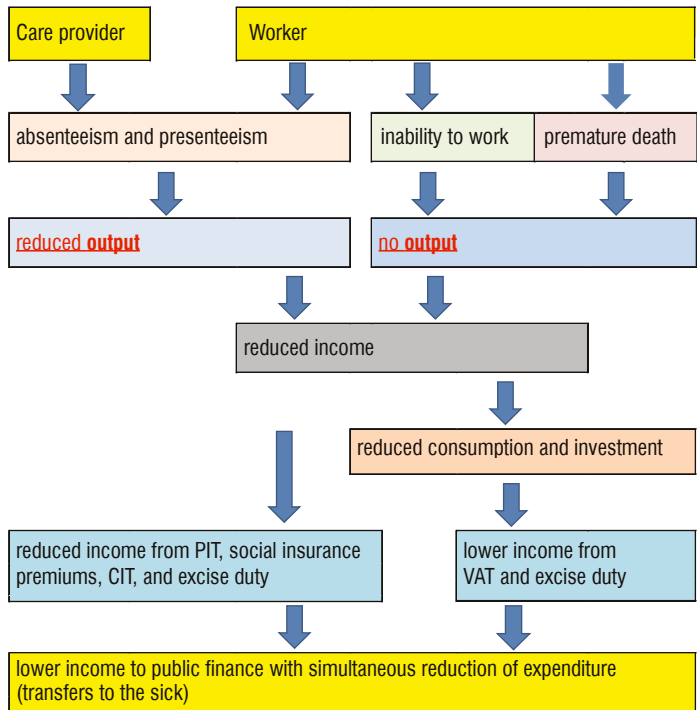 Care provider
Worker
absenteeism and presenteeism
inability to work
premature death
reduced output
no output
reduced income
reduced consumption and investment
reduced income from PIT, social insurance
premiums, CIT, and excise duty
lower income from
VAT and excise duty
lower income to public finance with simultaneous reduction of expenditure
(transfers to the sick)